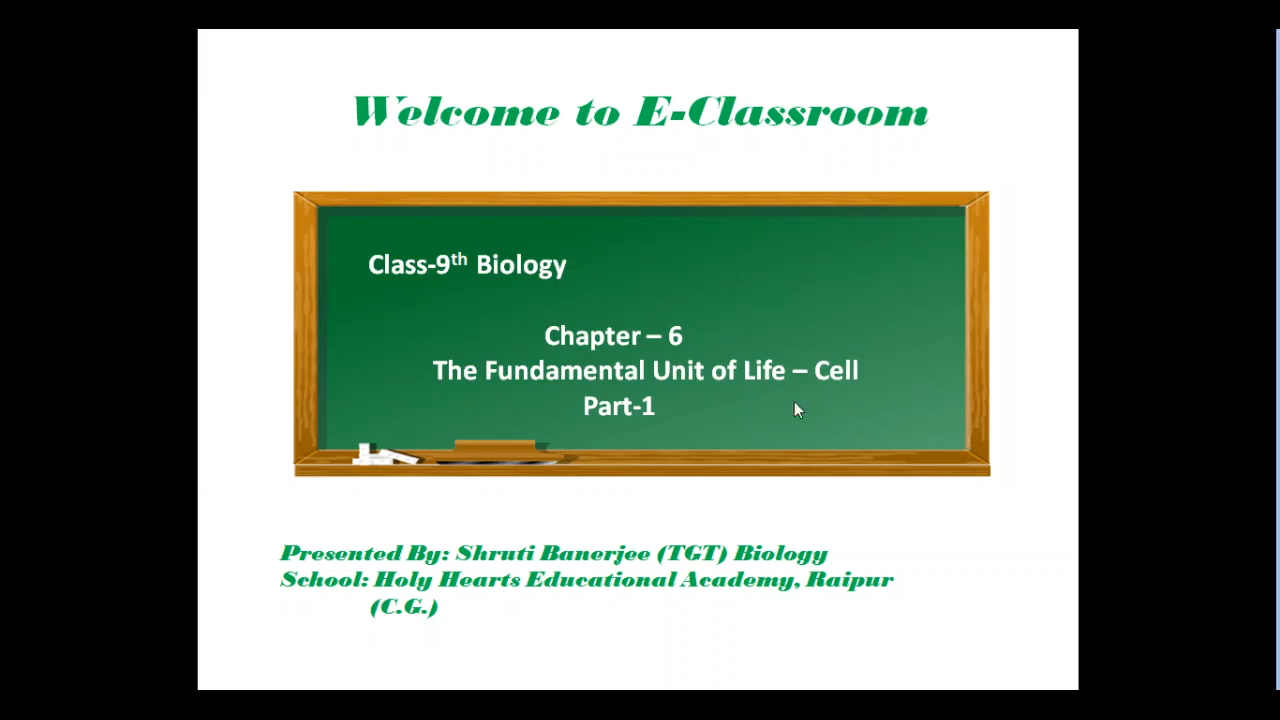 Welcome to E-Classroom
Class-9th Biology
Chapter – 6
The Fundamental Unit of Life – Cell
Part-1
Presented By: Shruti Banerjee (TGT) Biology
School: Holy Hearts Educational Academy, Raipur
(C.G.)